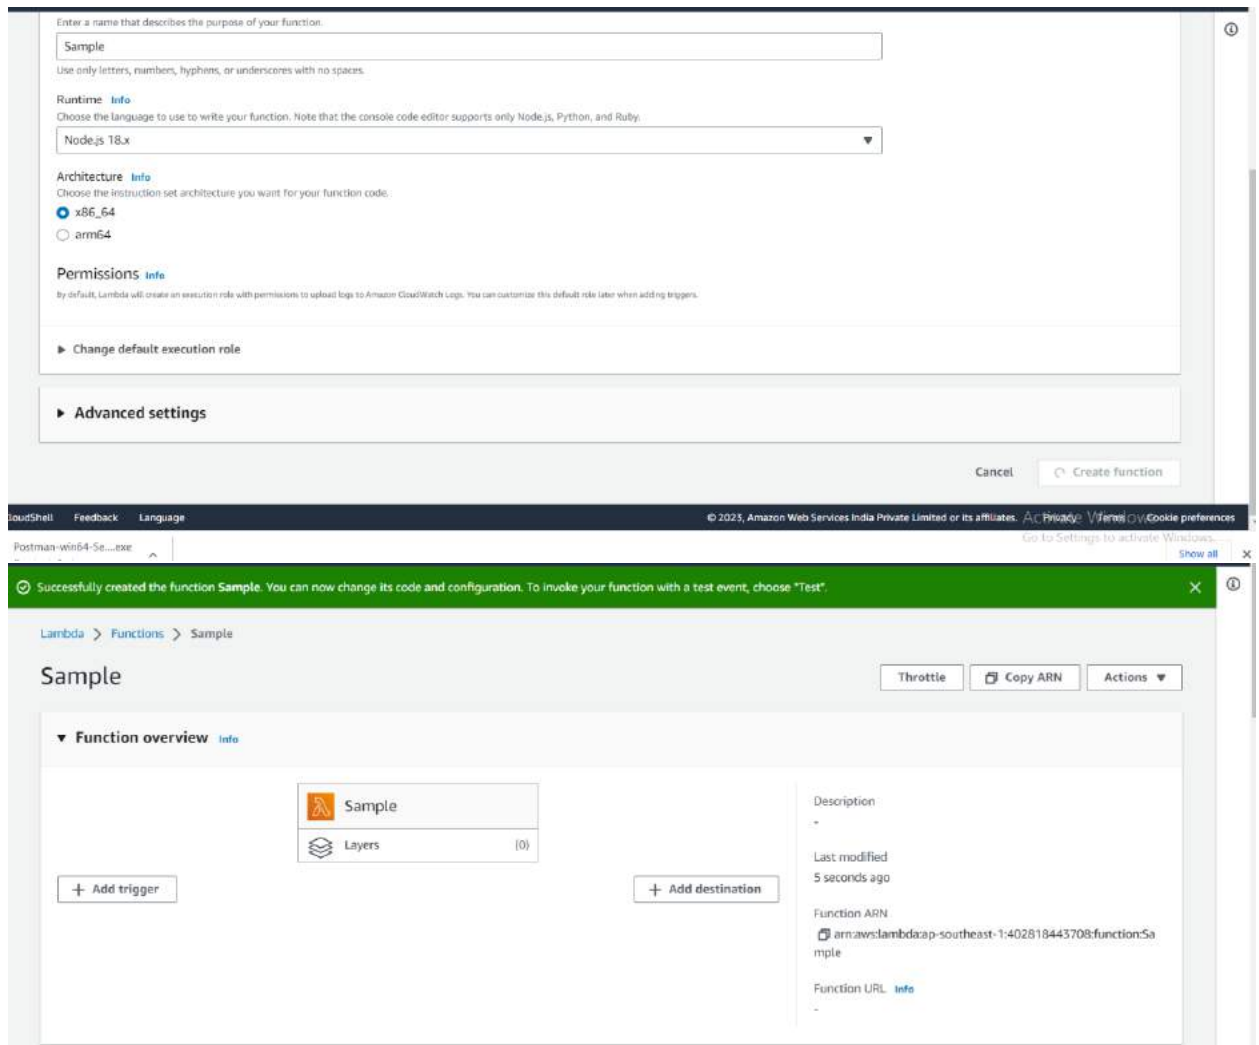 Enter a name that describes the purpose of your function.
Sample
Use only letters, numbers, hyphens, or underscores with no spaces.
Runtime Info
Choose the language to use to write your function. Note that the console code editor supports only Node.js, Python, and Ruby.
Node.js 18.x
Architecture Info
Choose the instruction set architecture you want for your function code.
x86_64
arm64
Permissions Info
By default, Lambda will create an execution role with permissions to upload logs to Amazon CloudWatch Logs. You can customize this default role later when adding triggers.
Change default execution role
Advanced settings
Cancel Create function
loudShell Feedback Language © 2023, Amazon Web Services India Private Limited or its affiliates. Privacy Terms Cookie preferences
Activate Windows
Go to Settings to activate Windows.
Postman-win64-Se....exe
Show all
Successfully created the function Sample. You can now change its code and configuration. To invoke your function with a test event, choose "Test".
Lambda > Functions > Sample
Sample Throttle Copy ARN Actions
Function overview Info
Sample
Layers (0)
+ Add trigger
+ Add destination
Description
-
Last modified
5 seconds ago
Function ARN
arn:aws:lambda:ap-southeast-1:402818443708:function:Sa
mple
Function URL Info
-